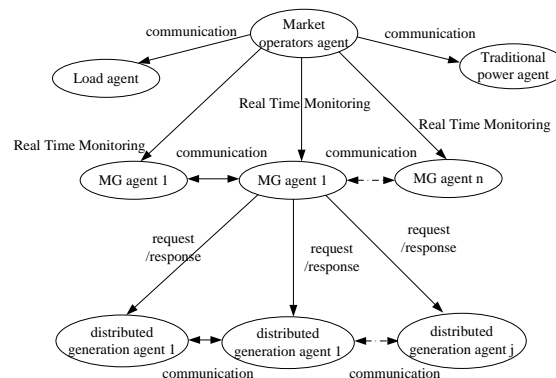 Market
operators agent
communication
communication
Load agent
Traditional
power agent
Real Time Monitoring
Real Time Monitoring
Real Time Monitoring
communication
communication
MG agent 1
MG agent 1
MG agent n
request
/response
request
/response
request
/response
distributed
generation agent 1
distributed
generation agent 1
distributed
generation agent j
communication
communication